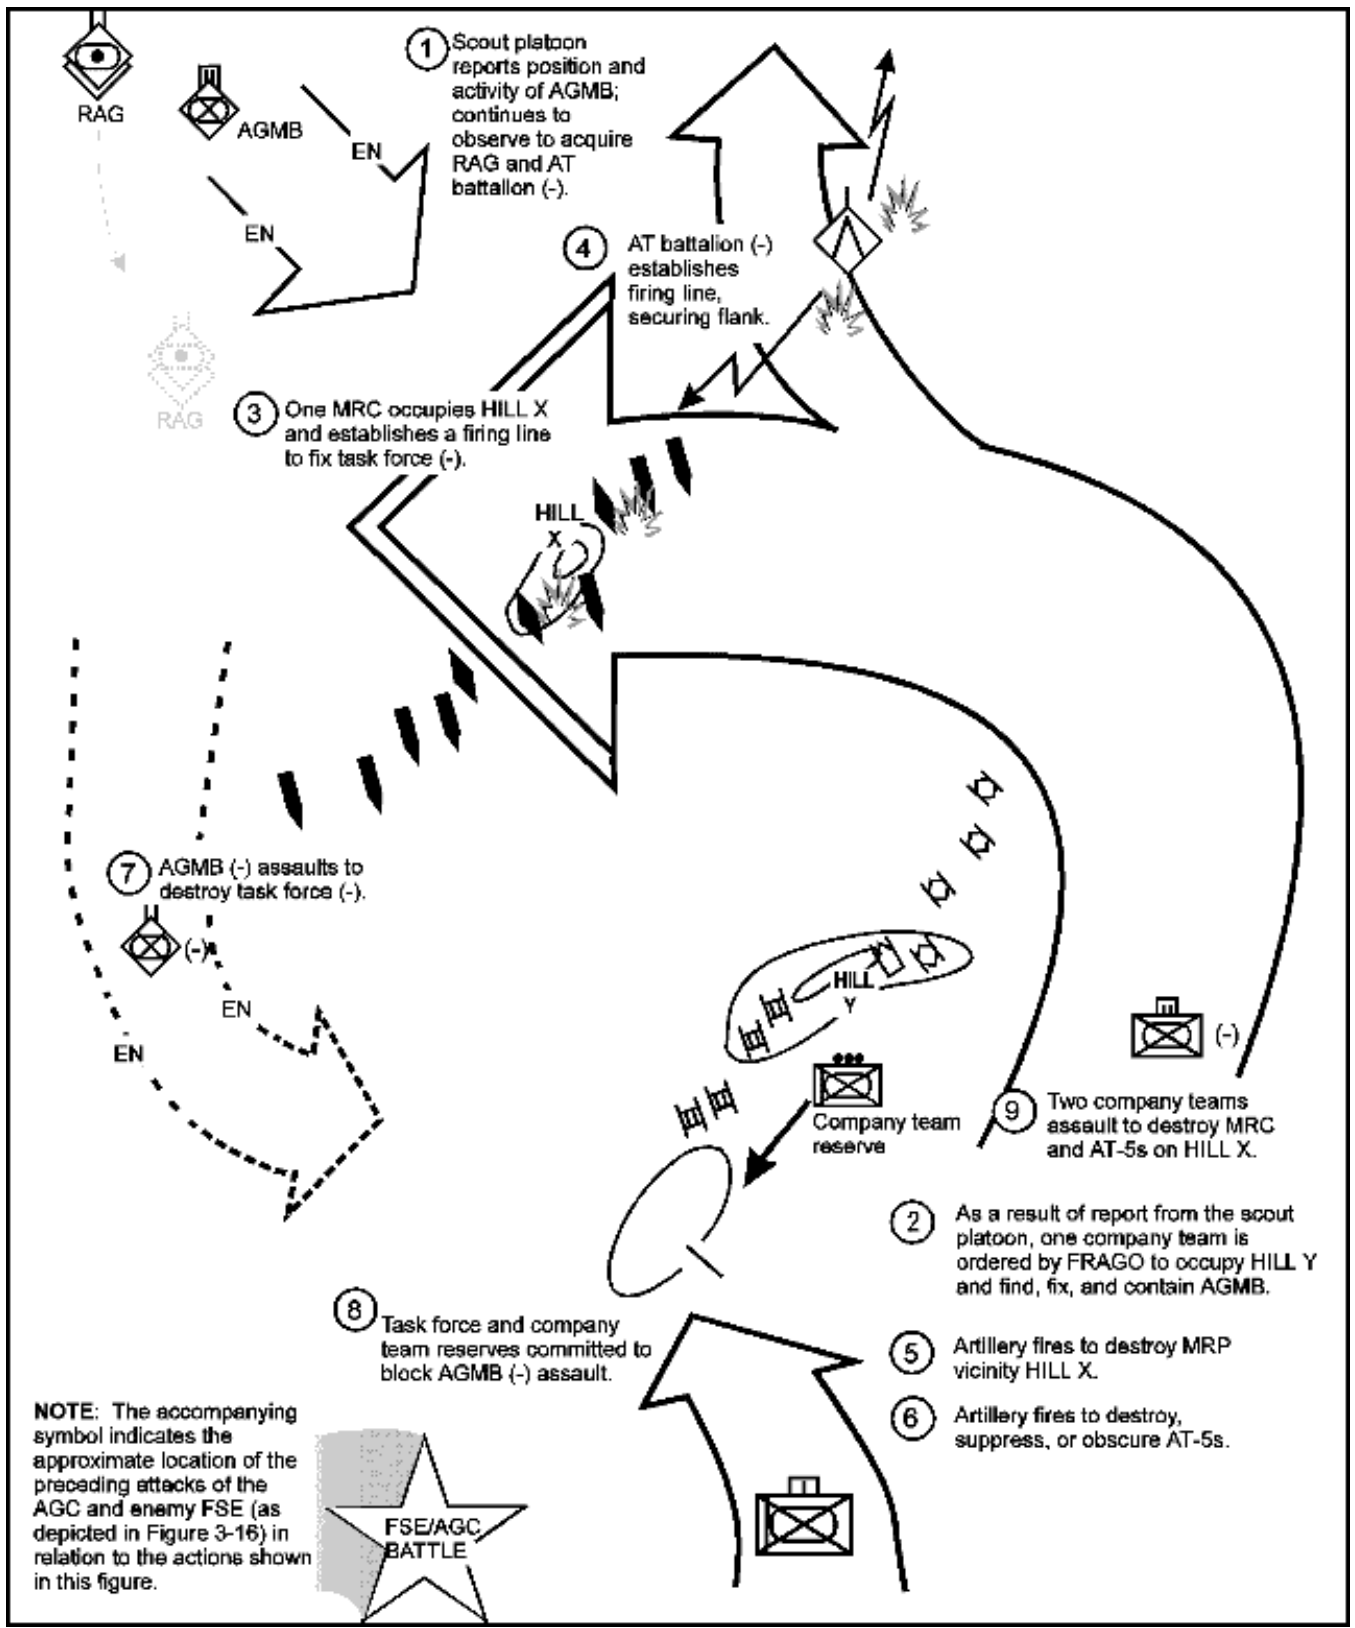 RAG
AGMB
EN
EN
1
Scout platoon
reports position and
activity of AGMB;
continues to
observe to acquire
RAG and AT
battalion (-).
4
AT battalion (-)
establishes
firing line,
securing flank.
RAG
3
One MRC occupies HILL X
and establishes a firing line
to fix task force (-).
HILL
X
7
AGMB (-) assaults to
destroy task force (-).
(-)
EN
EN
HILL
Y
(-)
Company team
reserve
9
Two company teams
assault to destroy MRC
and AT-5s on HILL X.
2
As a result of report from the scout
platoon, one company team is
ordered by FRAGO to occupy HILL Y
and find, fix, and contain AGMB.
8
Task force and company
team reserves committed to
block AGMB (-) assault.
5
Artillery fires to destroy MRP
vicinity HILL X.
6
Artillery fires to destroy,
suppress, or obscure AT-5s.
NOTE: The accompanying
symbol indicates the
approximate location of the
preceding attacks of the
AGC and enemy FSE (as
depicted in Figure 3-16) in
relation to the actions shown
in this figure.
FSE/AGC
BATTLE